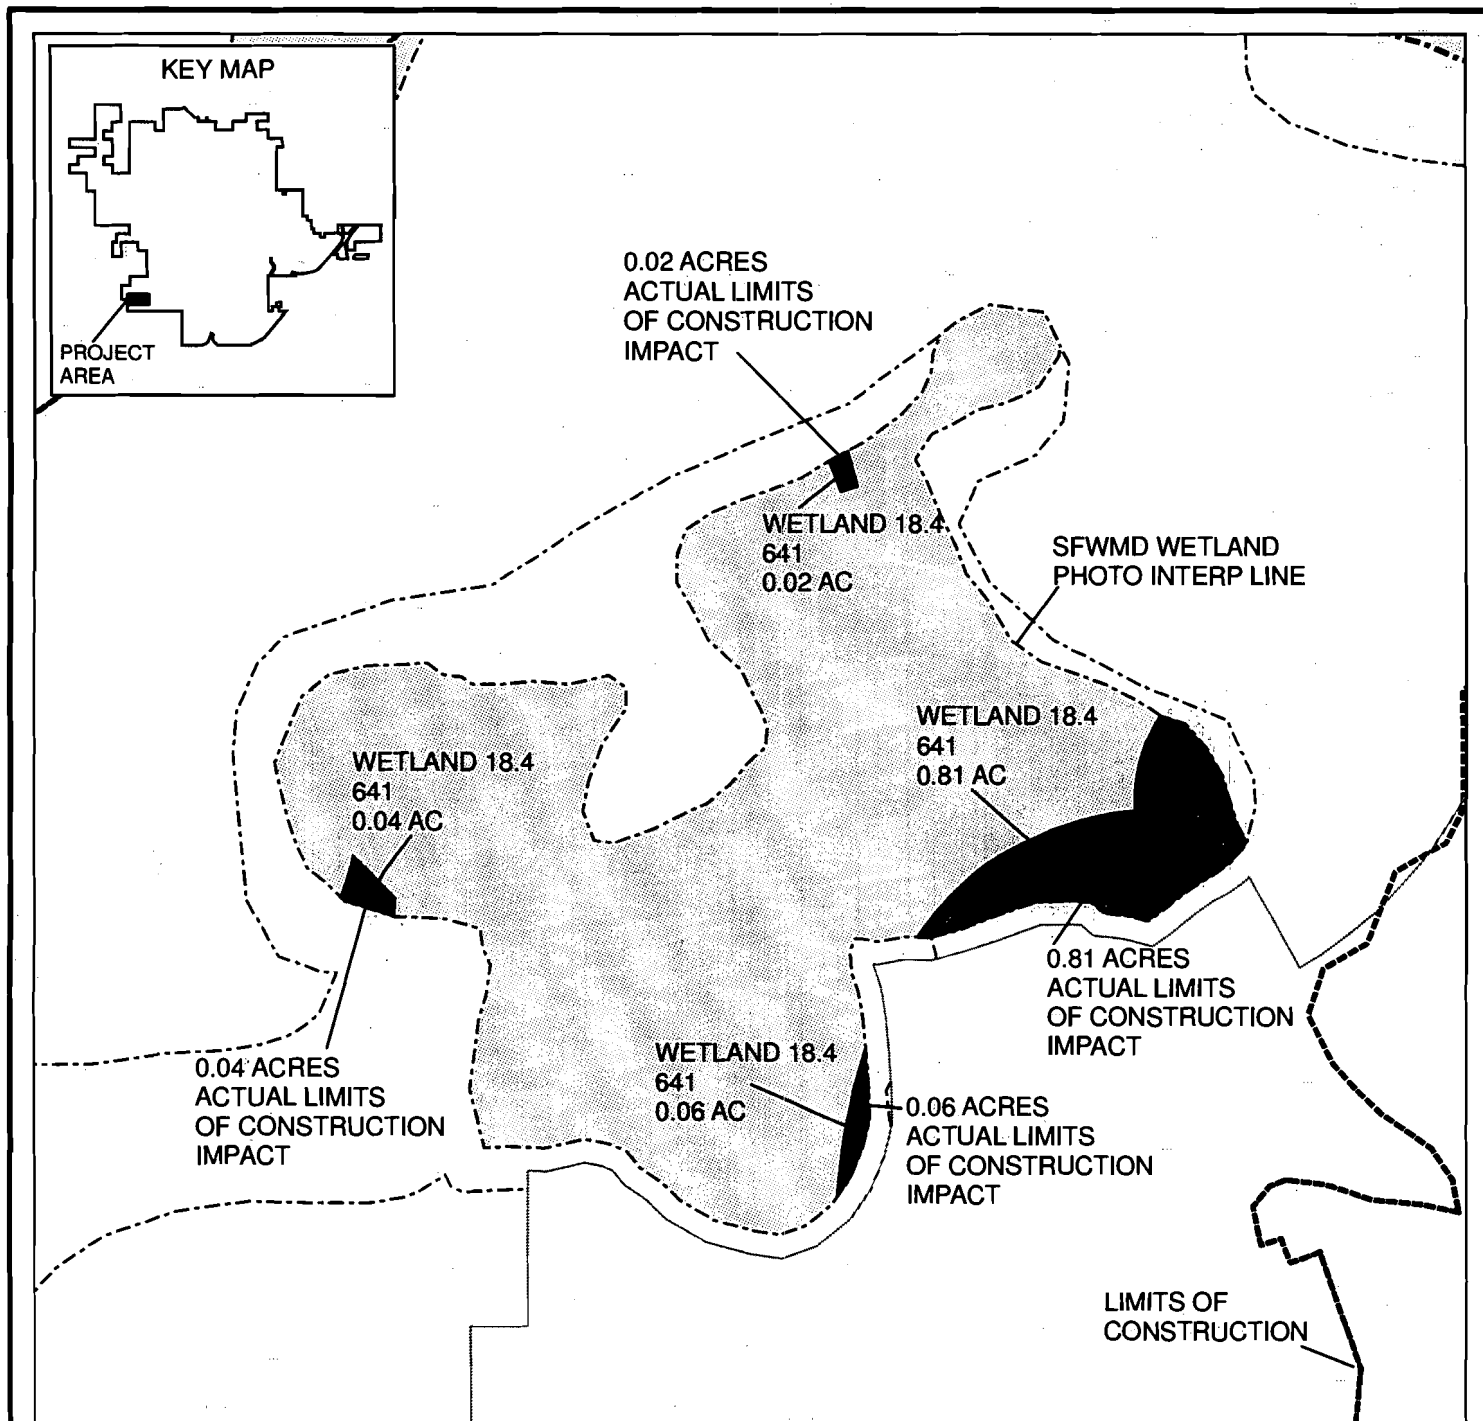 KEY MAP
PROJECT
AREA
0.02 ACRES
ACTUAL LIMITS
OF CONSTRUCTION
IMPACT
WETLAND 18.4
641
0.02 AC
SFWMD WETLAND
PHOTO INTERP LINE
WETLAND 18.4
641
0.81 AC
WETLAND 18.4
641
0.04 AC
0.81 ACRES
ACTUAL LIMITS
OF CONSTRUCTION
IMPACT
0.04 ACRES
ACTUAL LIMITS
OF CONSTRUCTION
IMPACT
WETLAND 18.4
641
0.06 AC
0.06 ACRES
ACTUAL LIMITS
OF CONSTRUCTION
IMPACT
LIMITS OF
CONSTRUCTION